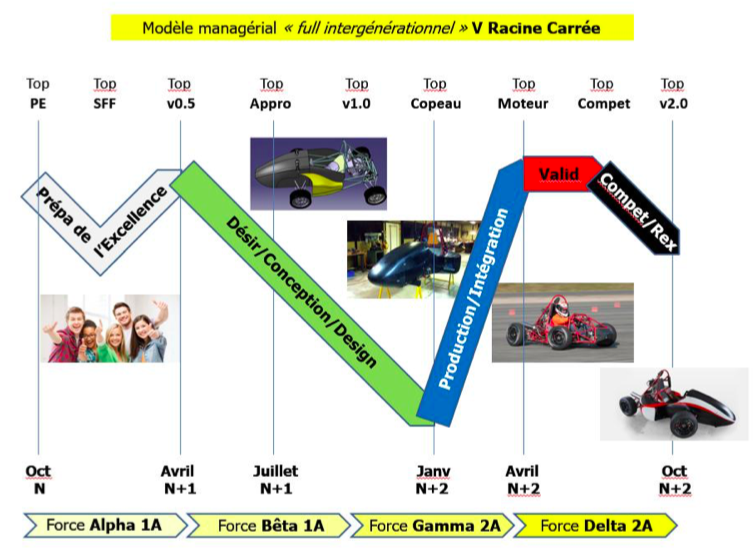 Modèle managérial « full intergénérationnel » V Racine Carrée
Top Top Top Top Top Top Top Top Top
PE SFF v0.5 Appro v1.0 Copeau Moteur Compet v2.0
Prépa de
l'Excellence
Désir/Conception/Design
Production/Intégration
Valid
Compet/Rex
Oct Avril Juillet Janv Avril Oct
N N+1 N+1 N+2 N+2 N+2
Force Alpha 1A Force Bêta 1A Force Gamma 2A Force Delta 2A